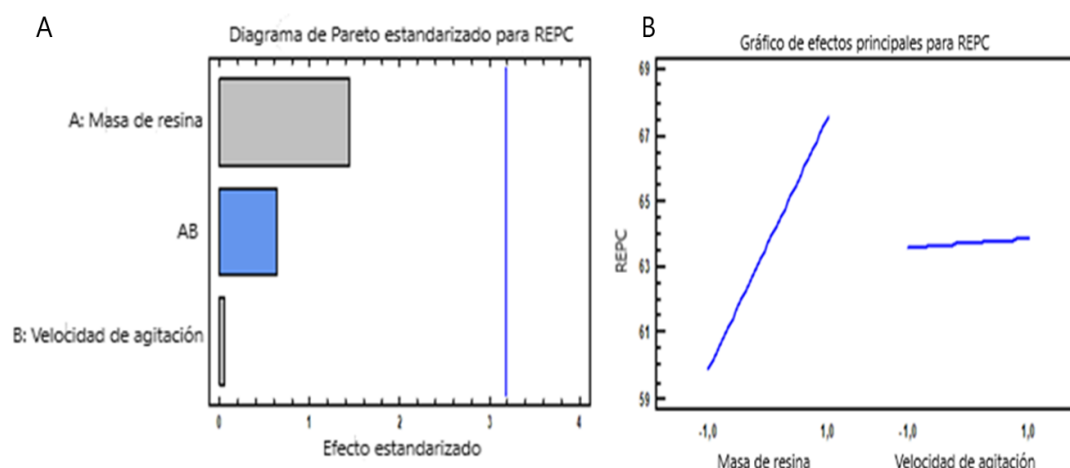 A
Diagrama de Pareto estandarizado para REPC
A: Masa de resina
AB
B: Velocidad de agitación
0 1 2 3 4
Efecto estandarizado
B
Gráfico de efectos principales para REPC
69
67
65
63
61
59
REPC
-1,0 1,0 -1,0 1,0
Masa de resina Velocidad de agitación